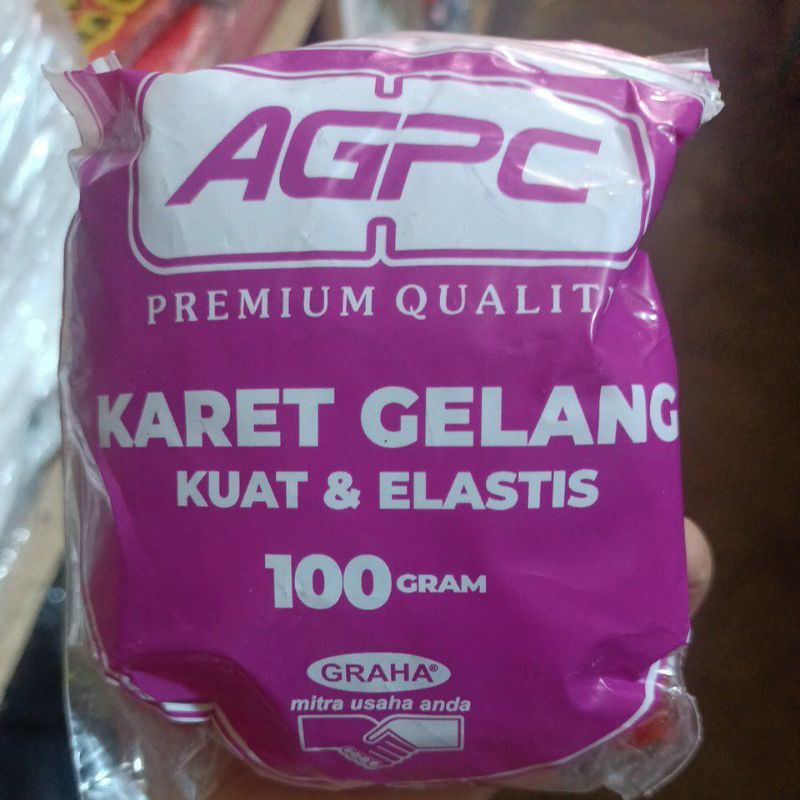 AGPC
PREMIUM QUALITY
KARET GELANG
KUAT & ELASTIS
100 GRAM
GRAHA®
mitra usaha anda